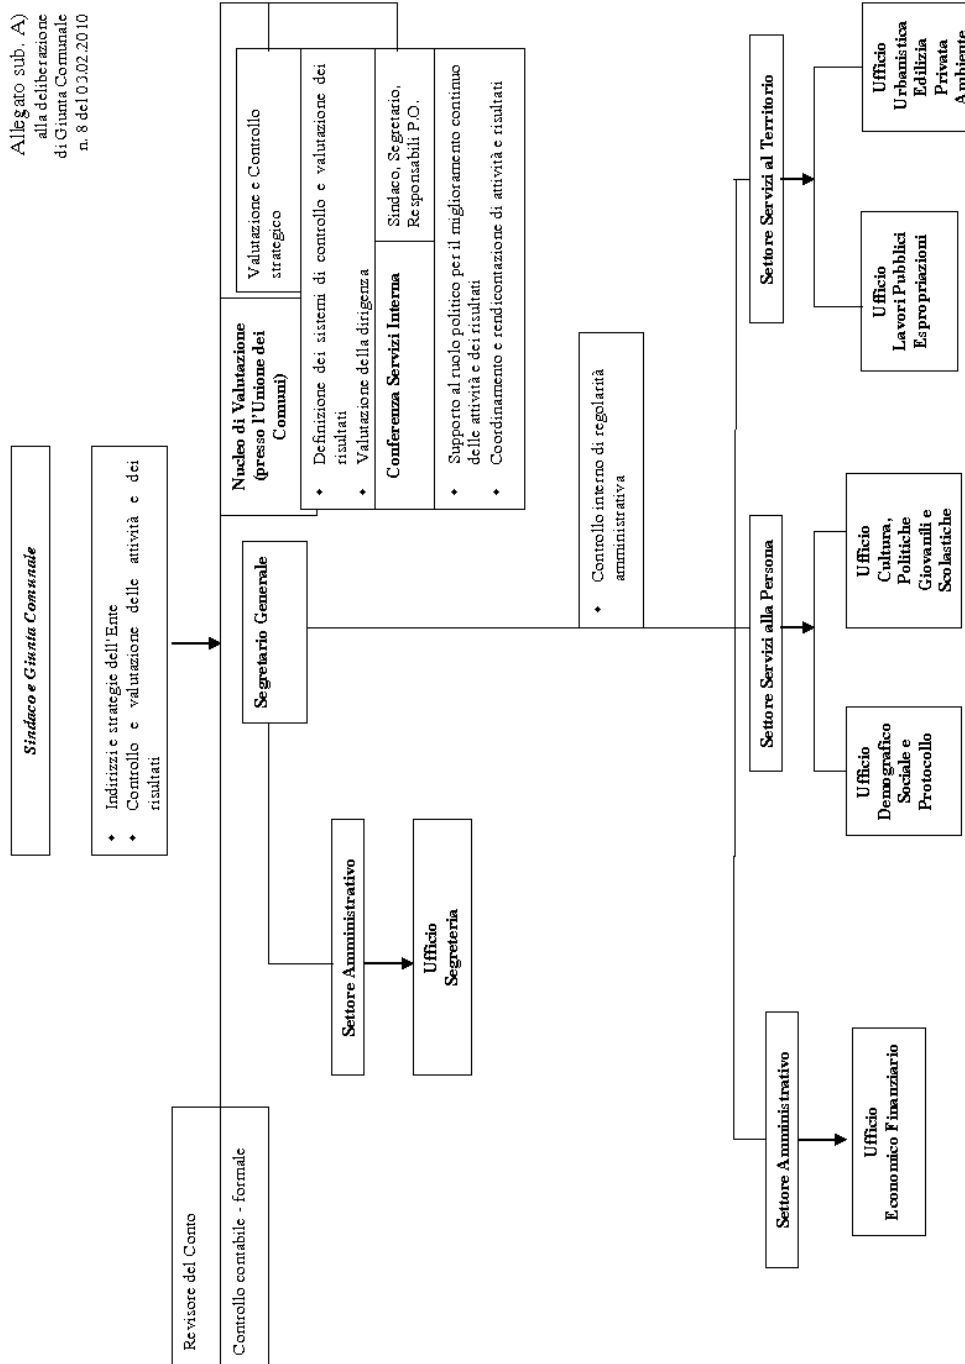 Allegato sub. A)
alla deliberazione
di Giunta Comunale
n. 8 del 03.02.2010
Sindaco e Giunta Comunale
♦ Indirizzi e strategie dell'Ente
♦ Controllo e valutazione delle attività e dei
risultati
Revisore del Conto
Controllo contabile - formale
Nucleo di Valutazione
(presso l'Unione dei
Comuni)
Valutazione e Controllo
strategico
♦ Definizione dei sistemi di controllo e valutazione dei
risultati
♦ Valutazione della dirigenza
Conferenza Servizi Interna
Sindaco, Segretario,
Responsabili P.O.
♦ Supporto al ruolo politico per il miglioramento continuo
delle attività e dei risultati
♦ Coordinamento e rendicontazione di attività e risultati
Segretario Generale
Settore Amministrativo
Ufficio
Segreteria
♦ Controllo interno di regolarità
amministrativa
Settore Amministrativo
Ufficio
Economico Finanziario
Settore Servizi alla Persona
Ufficio
Demografico
Sociale e
Protocollo
Ufficio
Cultura,
Politiche
Giovanili e
Scolastiche
Settore Servizi al Territorio
Ufficio
Lavori Pubblici
Espropriazioni
Ufficio
Urbanistica
Edilizia
Privata
Ambiente